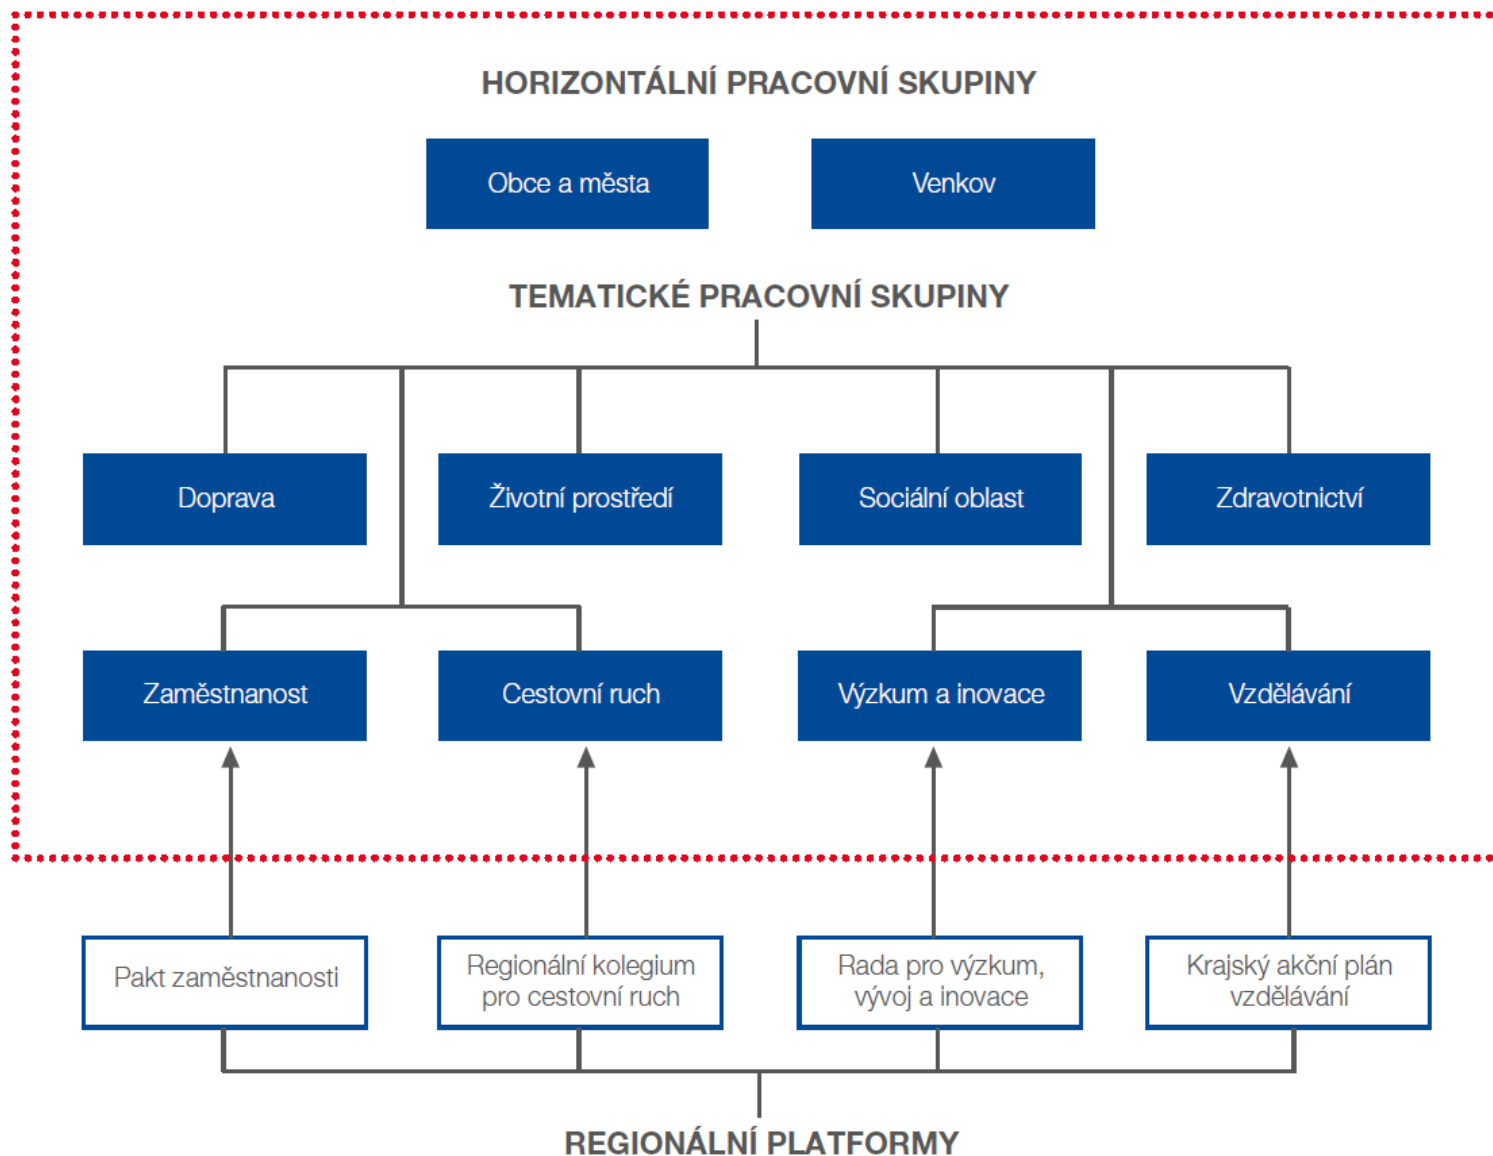 HORIZONTÁLNÍ PRACOVNÍ SKUPINY
Obce a města
Venkov
TEMATICKÉ PRACOVNÍ SKUPINY
Doprava
Životní prostředí
Sociální oblast
Zdravotnictví
Zaměstnanost
Cestovní ruch
Výzkum a inovace
Vzdělávání
Pakt zaměstnanosti
Regionální kolegium
pro cestovní ruch
Rada pro výzkum,
vývoj a inovace
Krajský akční plán
vzdělávání
REGIONÁLNÍ PLATFORMY